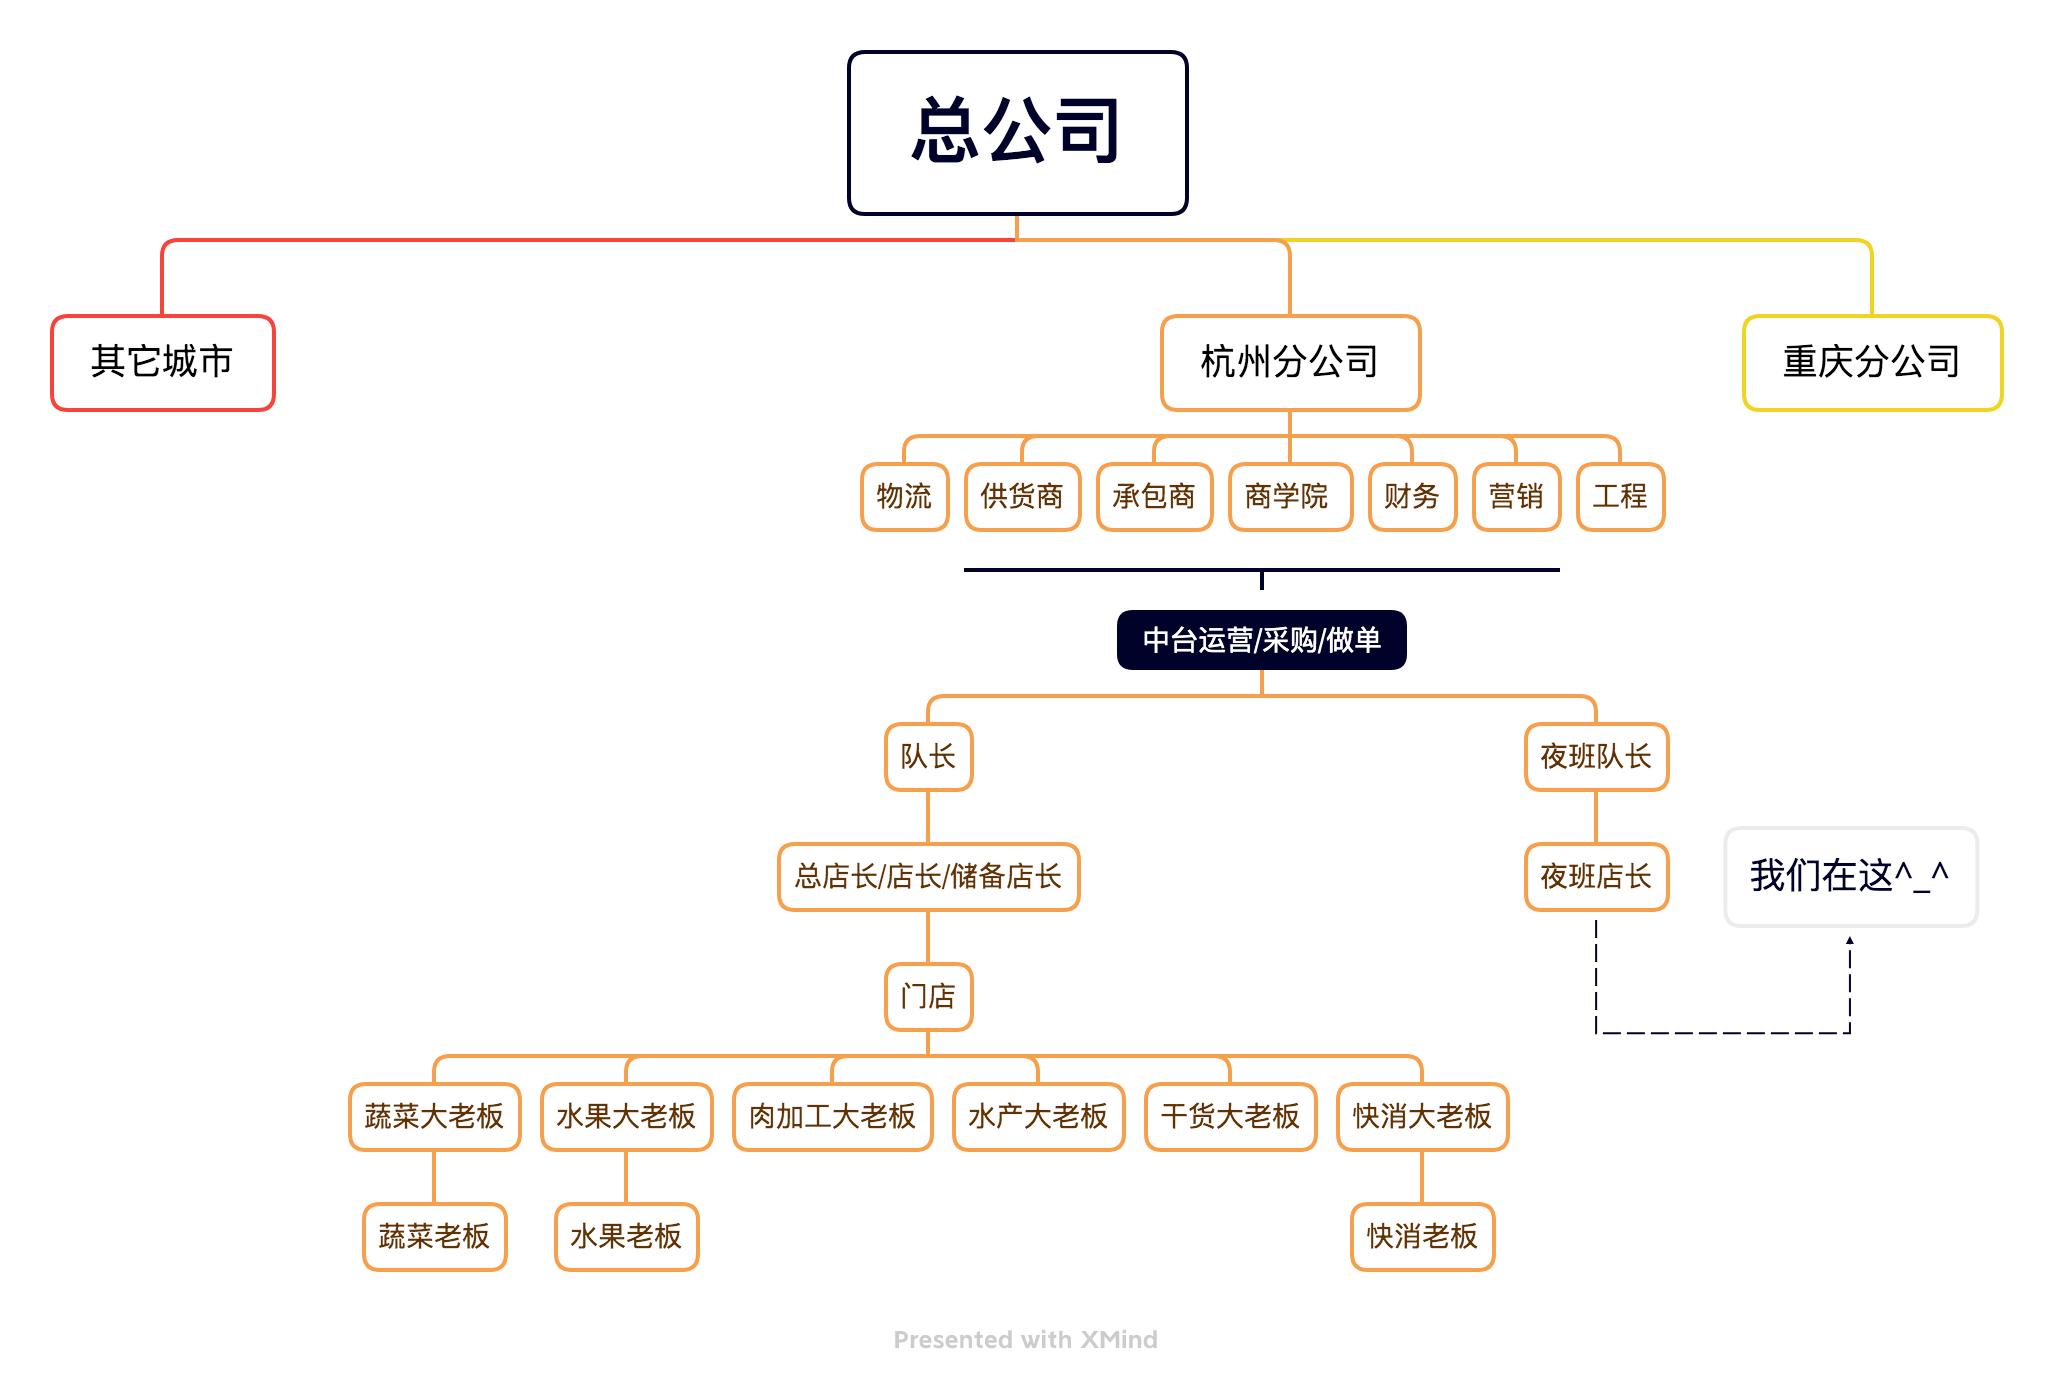 总公司
其它城市
杭州分公司
重庆分公司
物流
供货商
承包商
商学院
财务
营销
工程
中台运营/采购/做单
队长
夜班队长
总店长/店长/储备店长
夜班店长
我们在这^_^
门店
蔬菜大老板
水果大老板
肉加工大老板
水产大老板
干货大老板
快消大老板
蔬菜老板
水果老板
快消老板
Presented with XMind